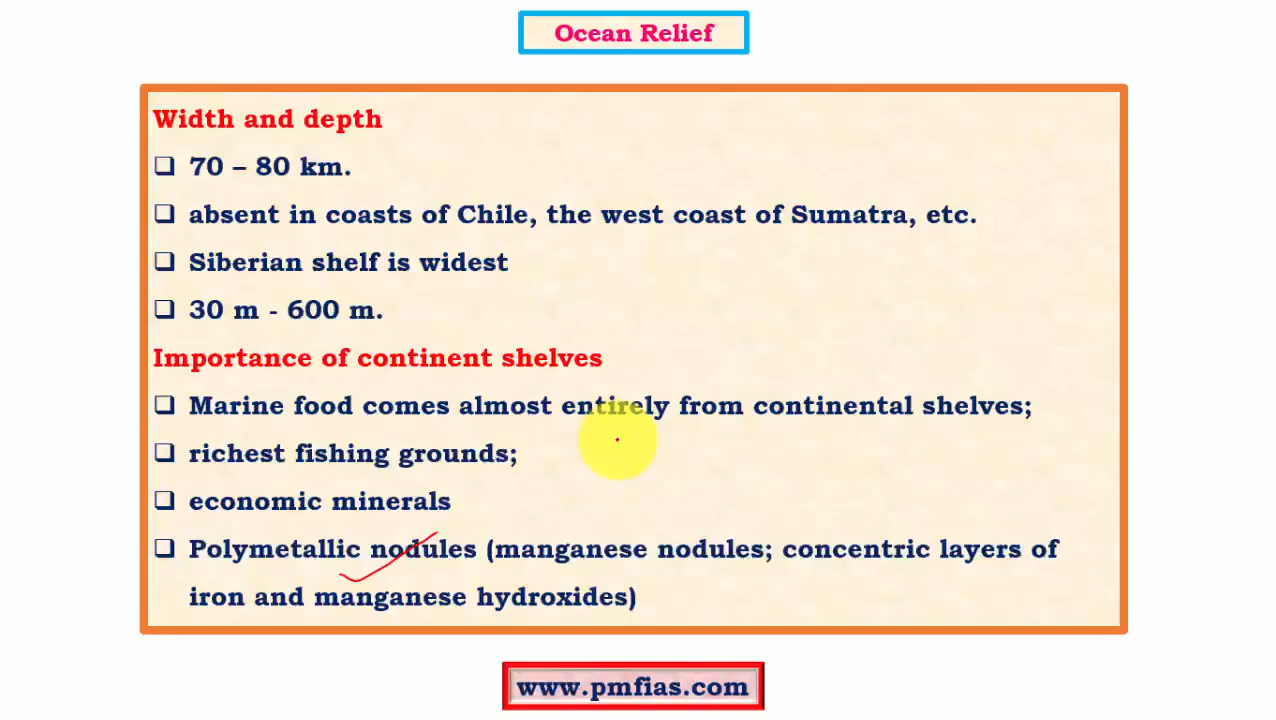 Ocean Relief
Width and depth
❑ 70 – 80 km.
❑ absent in coasts of Chile, the west coast of Sumatra, etc.
❑ Siberian shelf is widest
❑ 30 m - 600 m.
Importance of continent shelves
❑ Marine food comes almost entirely from continental shelves;
❑ richest fishing grounds;
❑ economic minerals
❑ Polymetallic nodules (manganese nodules; concentric layers of
iron and manganese hydroxides)
www.pmfias.com